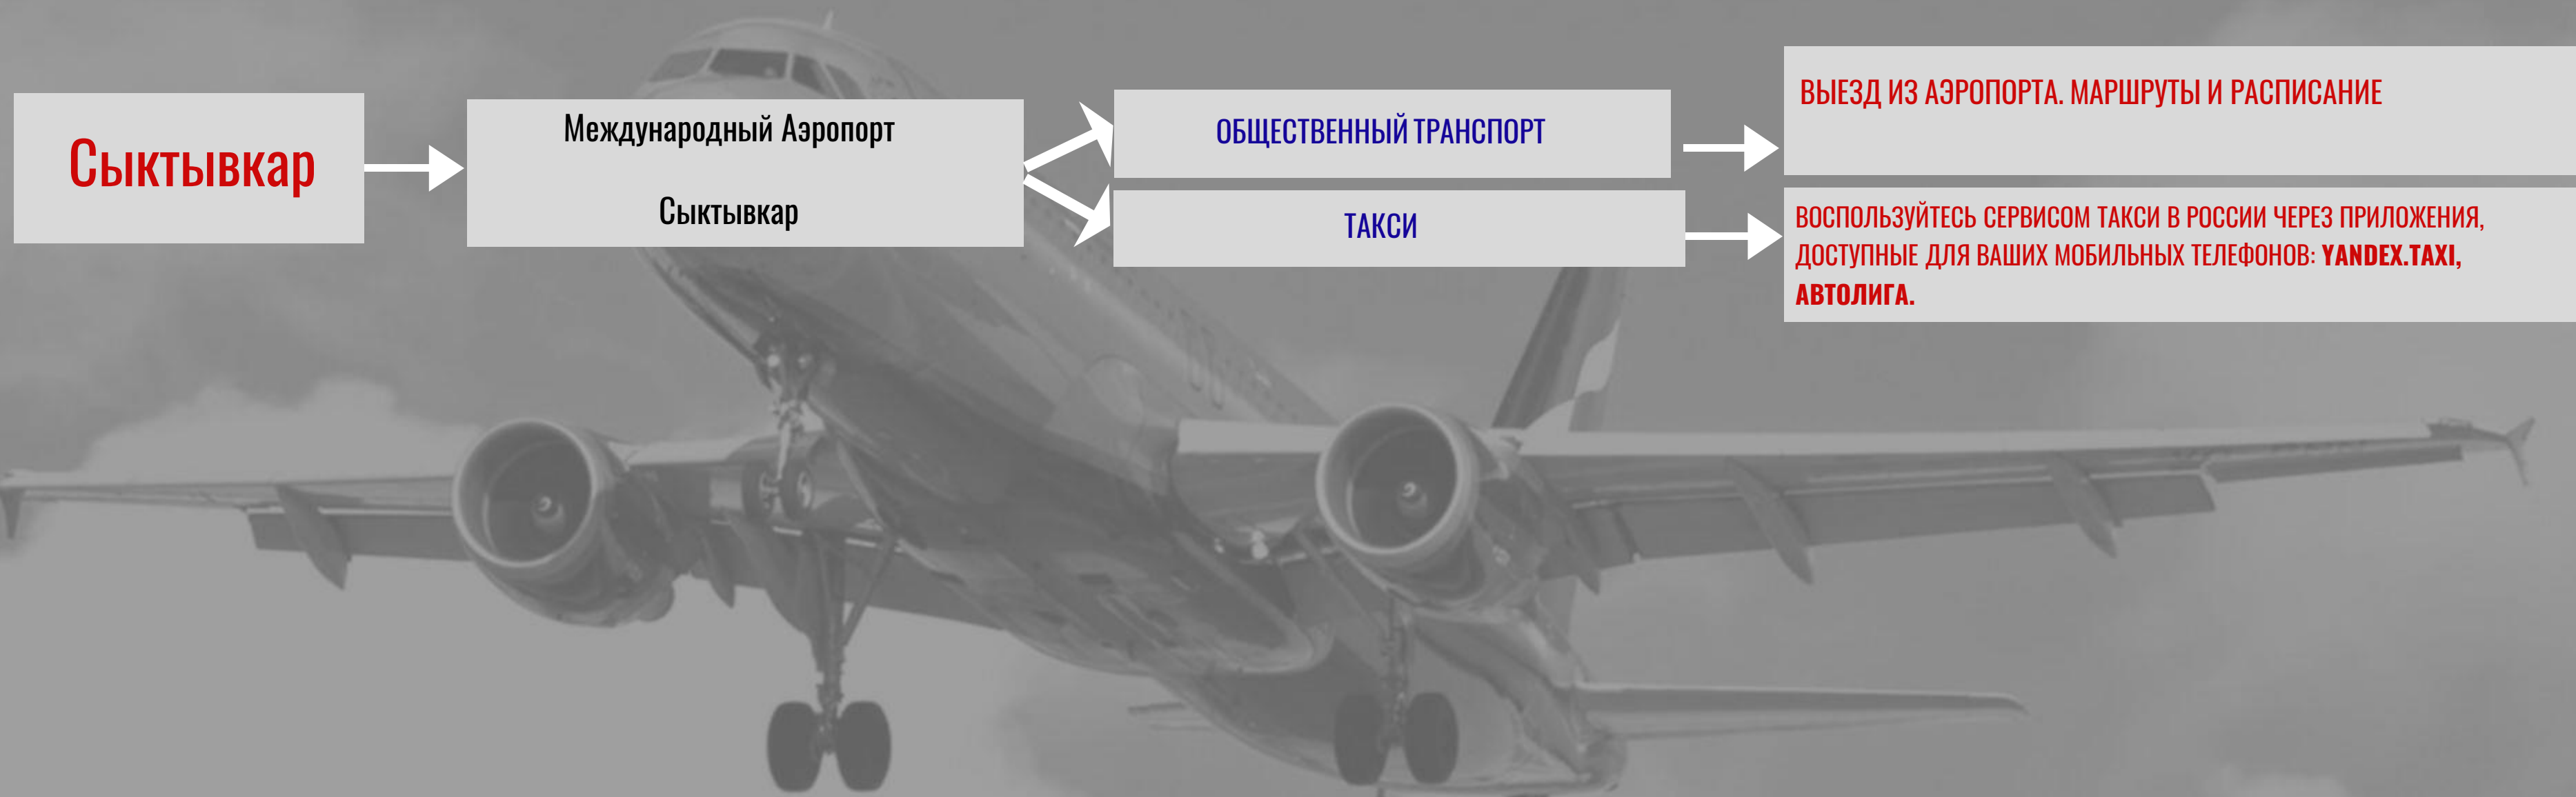 Сыктывкар
Международный Аэропорт
Сыктывкар
ОБЩЕСТВЕННЫЙ ТРАНСПОРТ
ТАКСИ
ВЫЕЗД ИЗ АЭРОПОРТА. МАРШРУТЫ И РАСПИСАНИЕ
ВОСПОЛЬЗУЙТЕСЬ СЕРВИСОМ ТАКСИ В РОССИИ ЧЕРЕЗ ПРИЛОЖЕНИЯ,
ДОСТУПНЫЕ ДЛЯ ВАШИХ МОБИЛЬНЫХ ТЕЛЕФОНОВ: YANDEX.TAXI,
АВТОЛИГА.